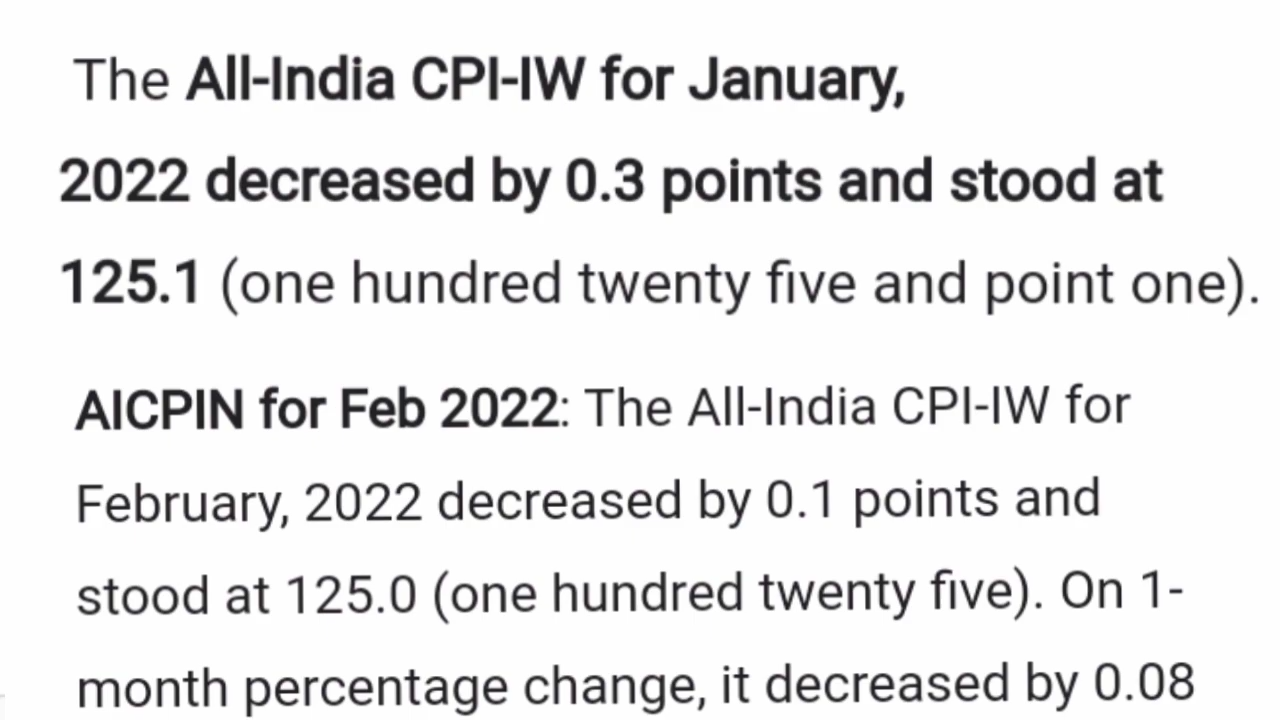 The All-India CPI-IW for January,
2022 decreased by 0.3 points and stood at
125.1 (one hundred twenty five and point one).
AICPIN for Feb 2022: The All-India CPI-IW for
February, 2022 decreased by 0.1 points and
stood at 125.0 (one hundred twenty five). On 1-
month percentage change, it decreased by 0.08